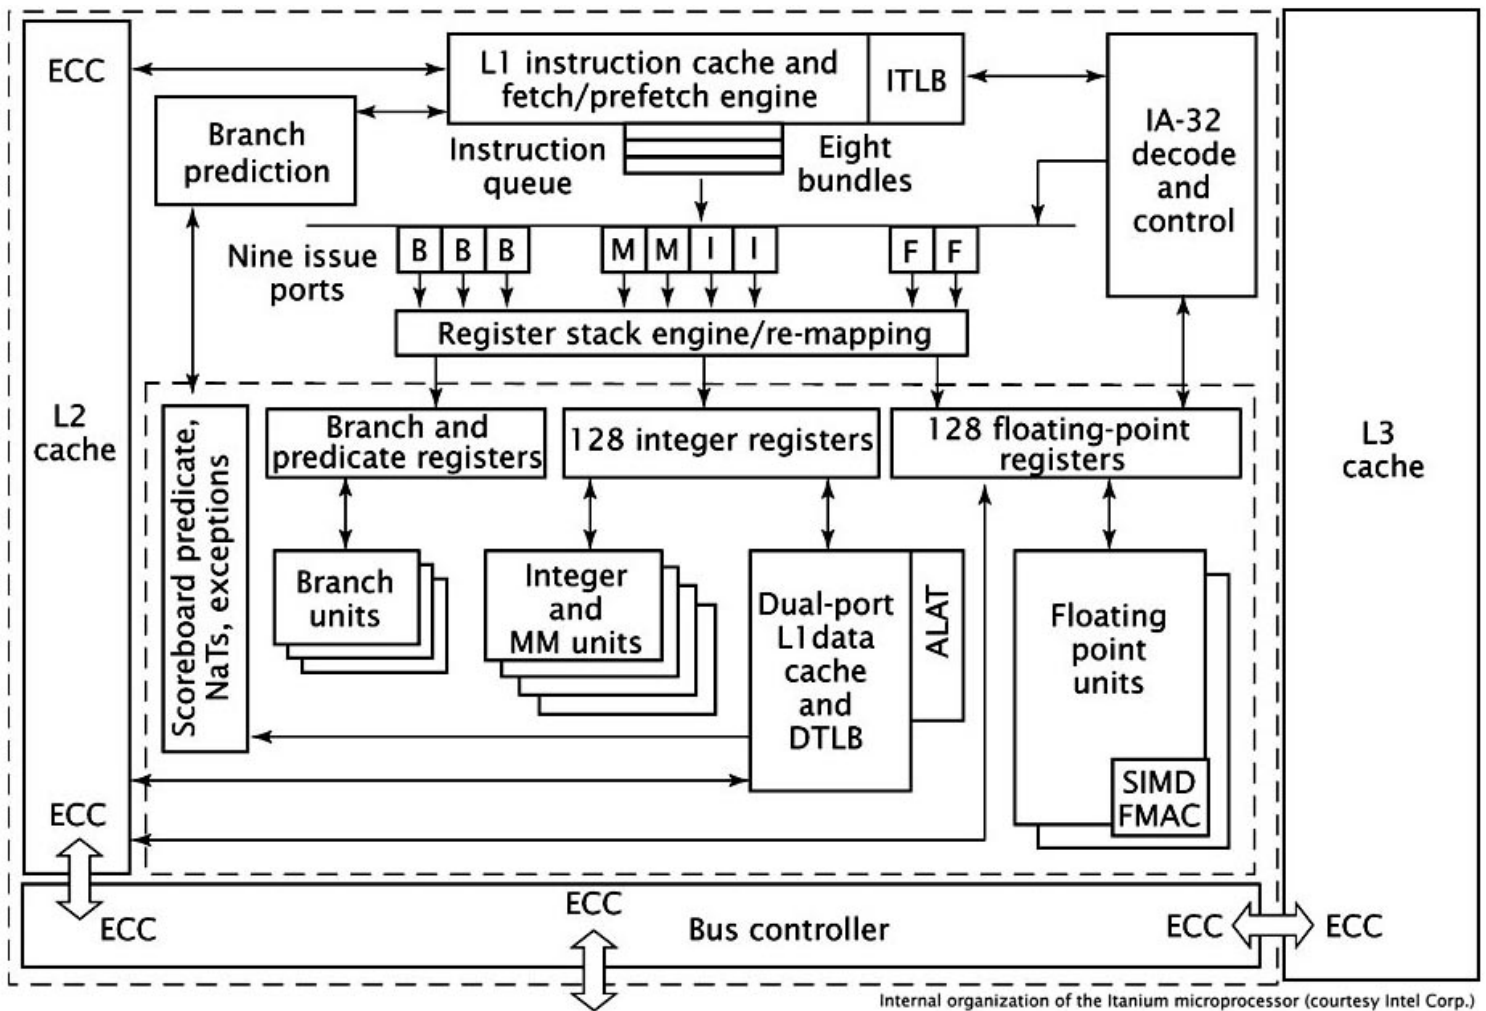 ECC
L1 instruction cache and
fetch/prefetch engine
ITLB
IA-32
decode
and
control
Branch
prediction
Instruction
queue
Eight
bundles
Nine issue
ports
B B B
M M I I
F F
Register stack engine/re-mapping
L2
cache
L3
cache
Scoreboard predicate,
NaTs, exceptions
Branch and
predicate registers
128 integer registers
128 floating-point
registers
Branch
units
Integer
and
MM units
Dual-port
L1data
cache
and
DTLB
ALAT
Floating
point
units
SIMD
FMAC
ECC
ECC
ECC
Bus controller
ECC
ECC
Internal organization of the Itanium microprocessor (courtesy Intel Corp.)